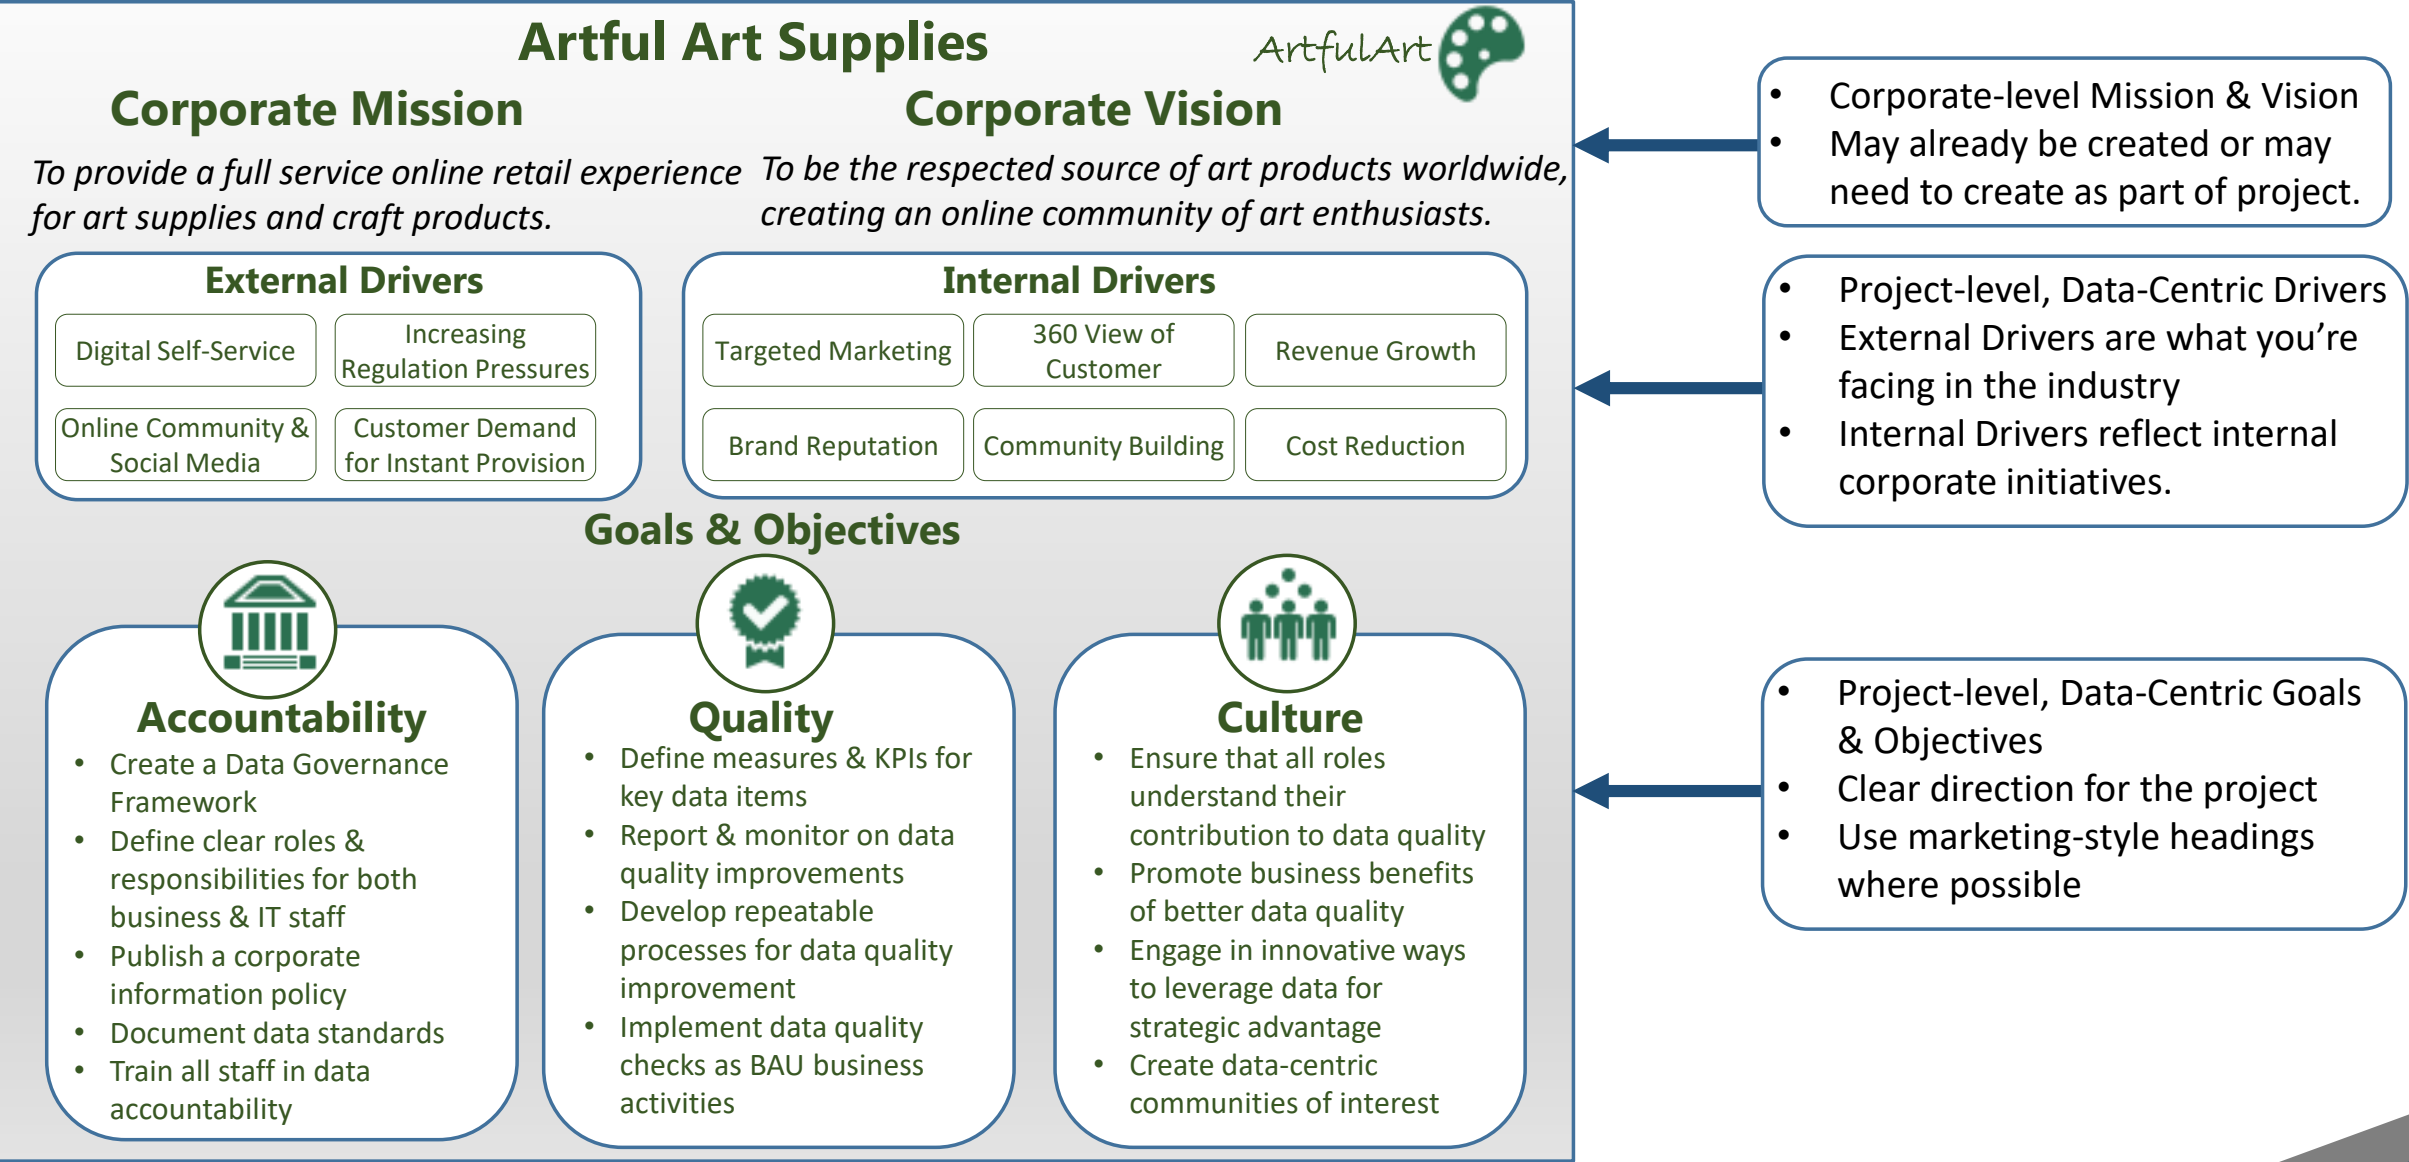 Artful Art Supplies
ArtfulArt
Corporate Mission
To provide a full service online retail experience
for art supplies and craft products.
Corporate Vision
To be the respected source of art products worldwide,
creating an online community of art enthusiasts.
External Drivers
Digital Self-Service
Increasing
Regulation Pressures
Online Community &
Social Media
Customer Demand
for Instant Provision
Internal Drivers
Targeted Marketing
360 View of
Customer
Revenue Growth
Brand Reputation
Community Building
Cost Reduction
Goals & Objectives
Accountability
• Create a Data Governance
Framework
• Define clear roles &
responsibilities for both
business & IT staff
• Publish a corporate
information policy
• Document data standards
• Train all staff in data
accountability
Quality
• Define measures & KPIs for
key data items
• Report & monitor on data
quality improvements
• Develop repeatable
processes for data quality
improvement
• Implement data quality
checks as BAU business
activities
Culture
• Ensure that all roles
understand their
contribution to data quality
• Promote business benefits
of better data quality
• Engage in innovative ways
to leverage data for
strategic advantage
• Create data-centric
communities of interest
• Corporate-level Mission & Vision
• May already be created or may
need to create as part of project.
• Project-level, Data-Centric Drivers
• External Drivers are what you’re
facing in the industry
• Internal Drivers reflect internal
corporate initiatives.
• Project-level, Data-Centric Goals
& Objectives
• Clear direction for the project
• Use marketing-style headings
where possible